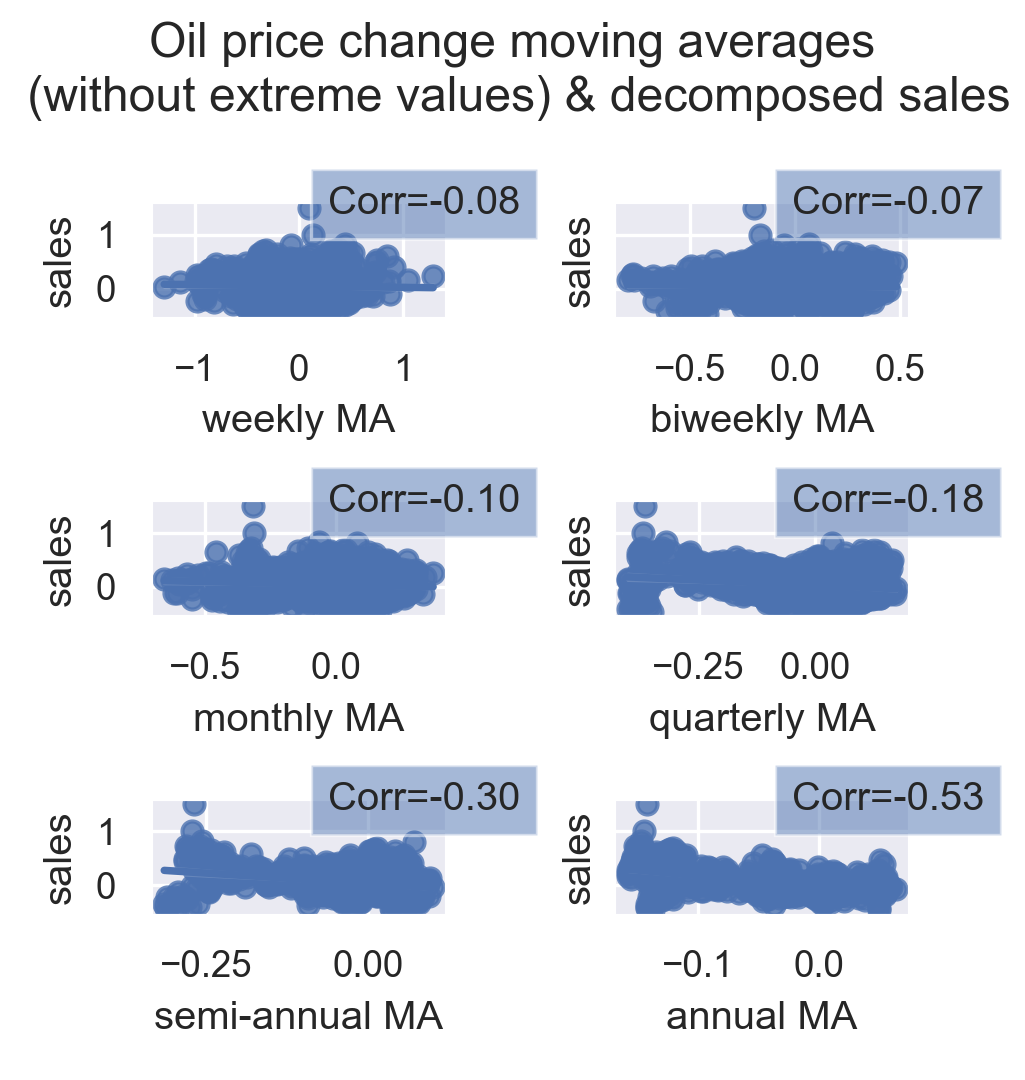 Oil price change moving averages
(without extreme values) & decomposed sales
Corr=-0.08
Corr=-0.07
sales
1
0
sales
−1 0 1
−0.5 0.0 0.5
weekly MA
biweekly MA
Corr=-0.10
Corr=-0.18
sales
1
0
sales
−0.5 0.0
−0.25 0.00
monthly MA
quarterly MA
Corr=-0.30
Corr=-0.53
sales
1
0
sales
−0.25 0.00
−0.1 0.0
semi-annual MA
annual MA